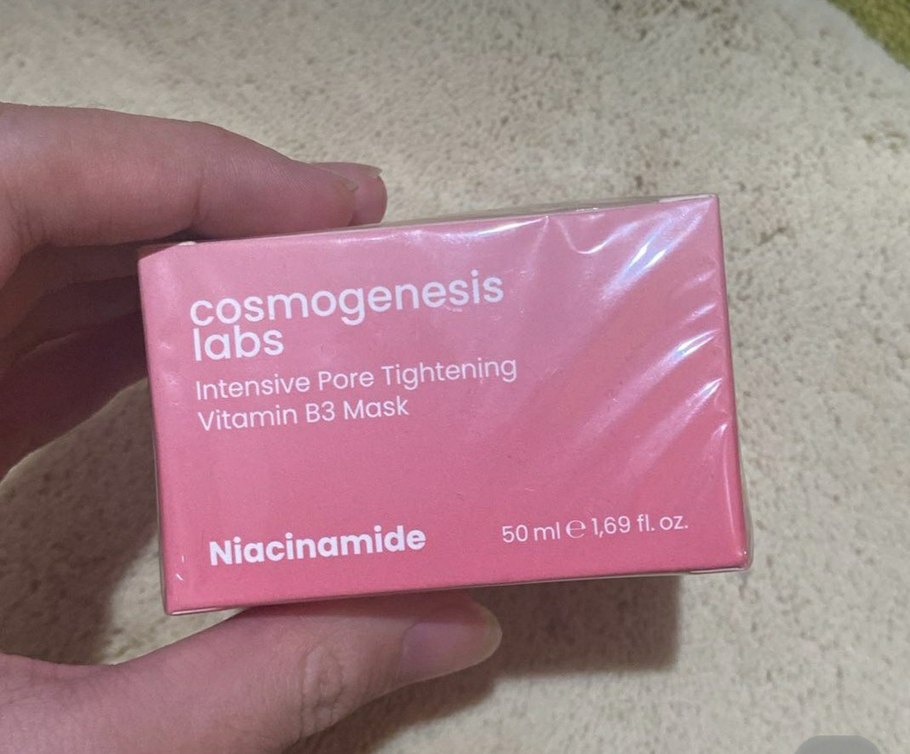 cosmogenesis
labs
Intensive Pore Tightening
Vitamin B3 Mask
Niacinamide
50 ml ℮ 1,69 fl. oz.